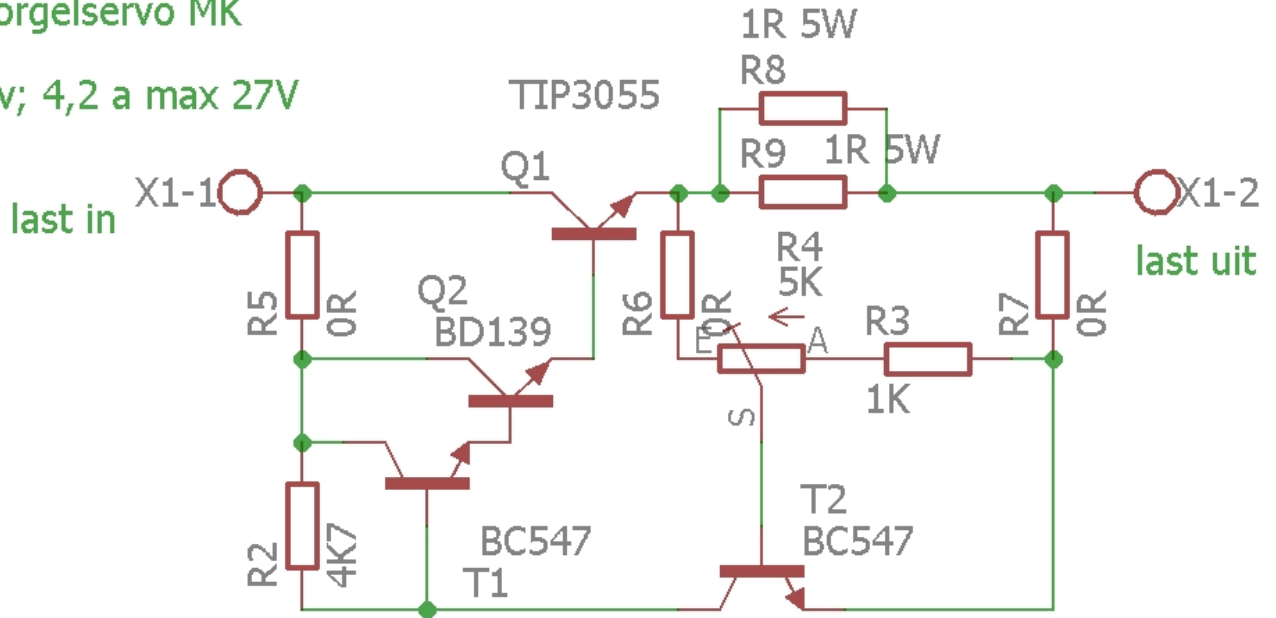 orgelservo MK
v; 4,2 a max 27V
1R 5W
R8
TIP3055
R9
1R 5W
Q1
X1-1
X1-2
last in
last uit
R4
5K
R5
0R
Q2
BD139
R6
0R
E
A
R3
1K
R7
0R
S
T2
BC547
R2
4K7
BC547
T1